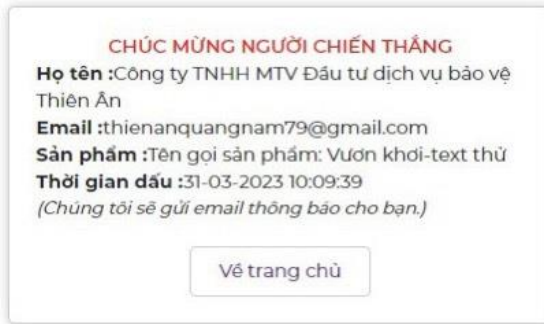 CHÚC MỪNG NGƯỜI CHIẾN THẮNG
Họ tên :Công ty TNHH MTV Đầu tư dịch vụ bảo vệ
Thiên Ân
Email :thienanquangnam79@gmail.com
Sản phẩm :Tên gọi sản phẩm: Vươn khơi-text thử
Thời gian đấu :31-03-2023 10:09:39
(Chúng tôi sẽ gửi email thông báo cho bạn.)
Về trang chủ